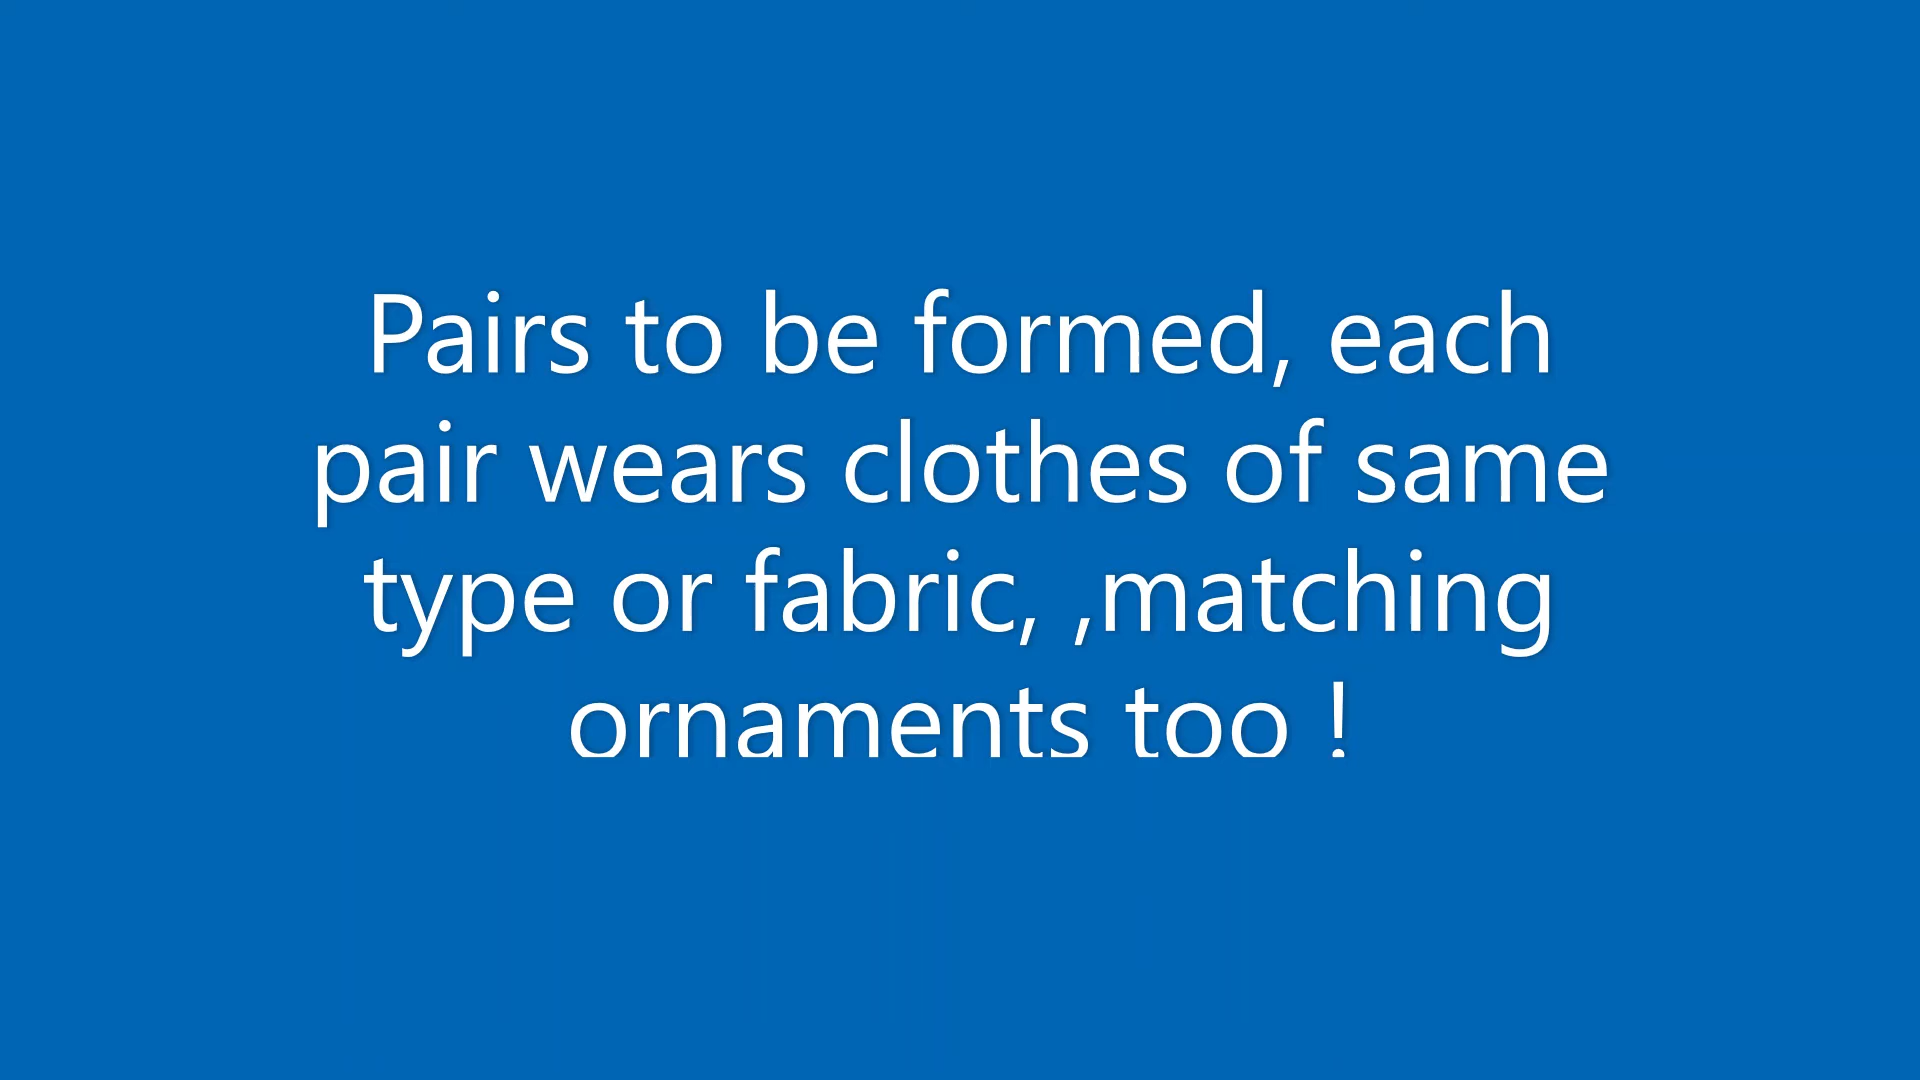 Pairs to be formed, each
pair wears clothes of same
type or fabric, ,matching
ornaments too !